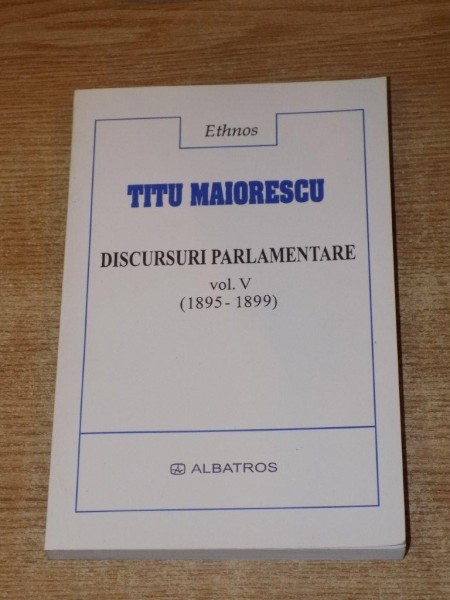 Ethnos
TITU MAIORESCU
DISCURSURI PARLAMENTARE
vol. V
(1895 - 1899)
ALBATROS